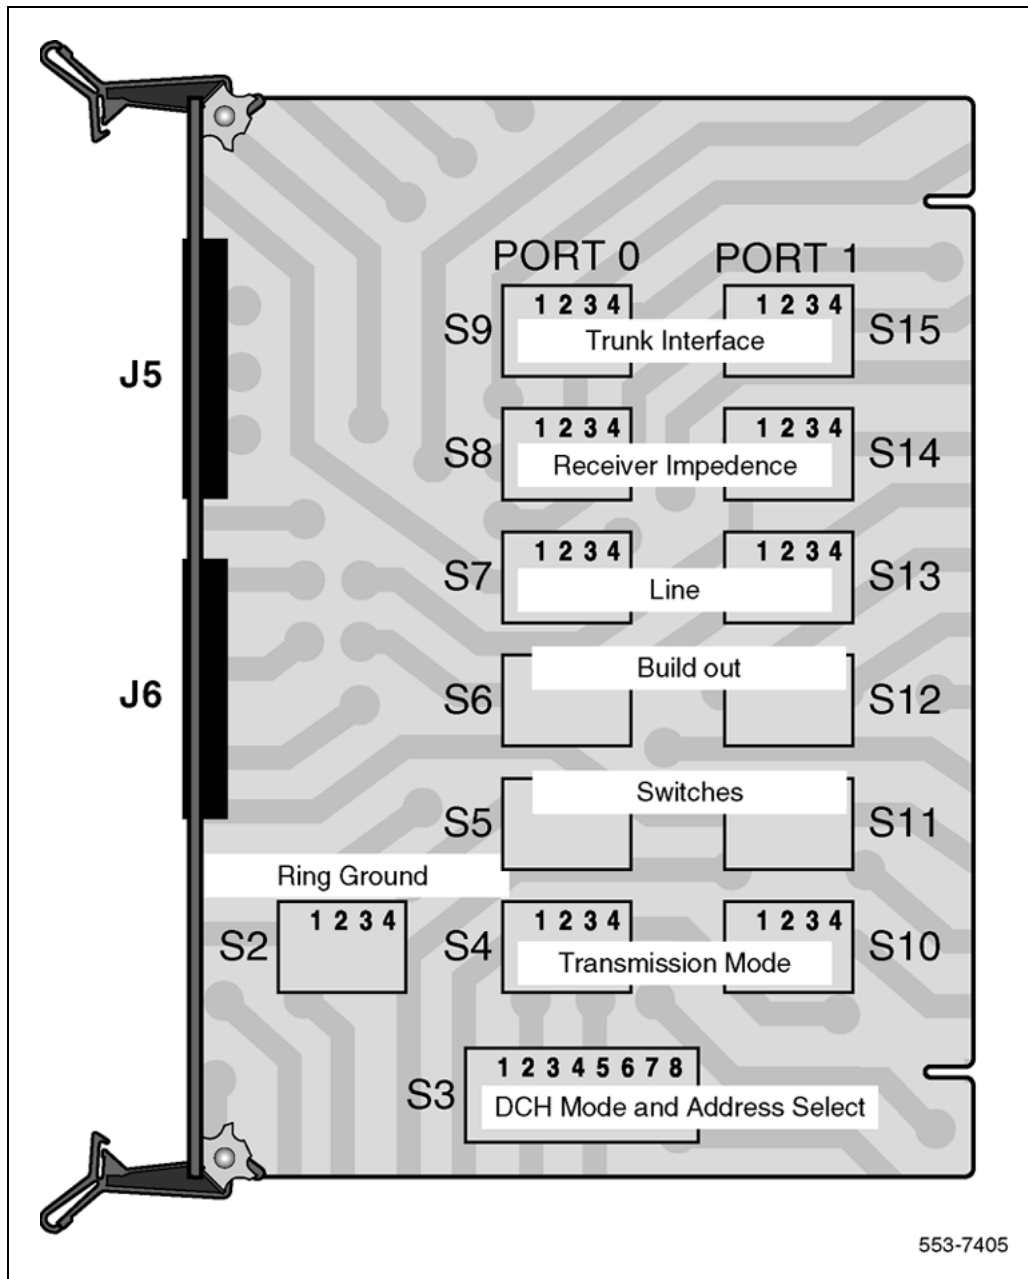 PORT 0 PORT 1
1 2 3 4 1 2 3 4
S9 Trunk Interface S15
J5
1 2 3 4 1 2 3 4
S8 Receiver Impedence S14
1 2 3 4 1 2 3 4
S7 Line S13
J6
Build out
S6 S12
Switches
S5 S11
Ring Ground
1 2 3 4 1 2 3 4 1 2 3 4
S2 S4 Transmission Mode S10
1 2 3 4 5 6 7 8
S3 DCH Mode and Address Select
553-7405